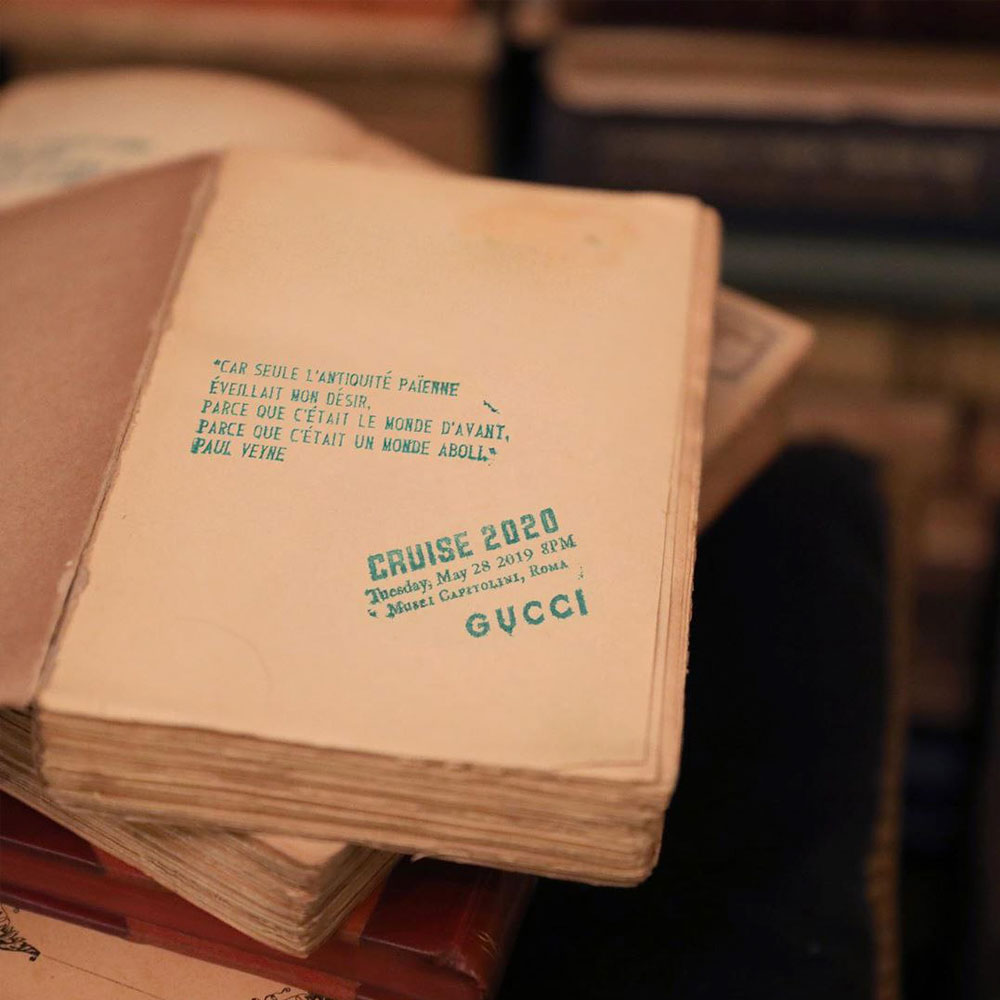 "CAR SEULE L'ANTIQUITÉ PAÏENNE
ÉVEILLAIT MON DÉSIR,
PARCE QUE C'ÉTAIT LE MONDE D'AVANT,
PARCE QUE C'ÉTAIT UN MONDE ABOLI."
PAUL VEYNE
CRUISE 2020
Tuesday, May 28 2019 8PM
Musei Capitolini, Roma
GUCCI